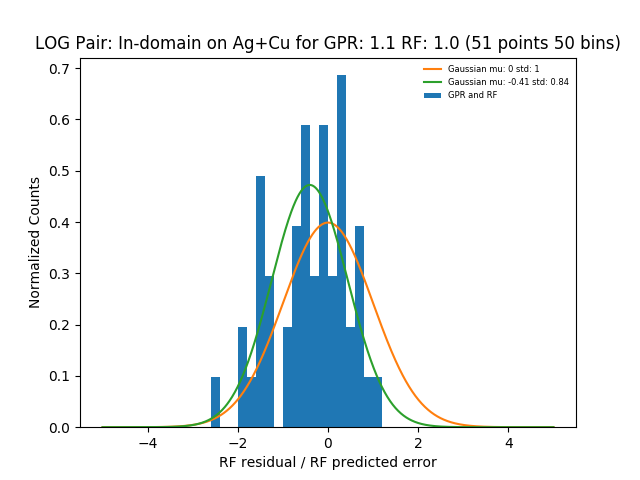 LOG Pair: In-domain on Ag+Cu for GPR: 1.1 RF: 1.0 (51 points 50 bins)
Gaussian mu: 0 std: 1
Gaussian mu: -0.41 std: 0.84
GPR and RF
Normalized Counts
0.7
0.6
0.5
0.4
0.3
0.2
0.1
0.0
−4 −2 0 2 4
RF residual / RF predicted error